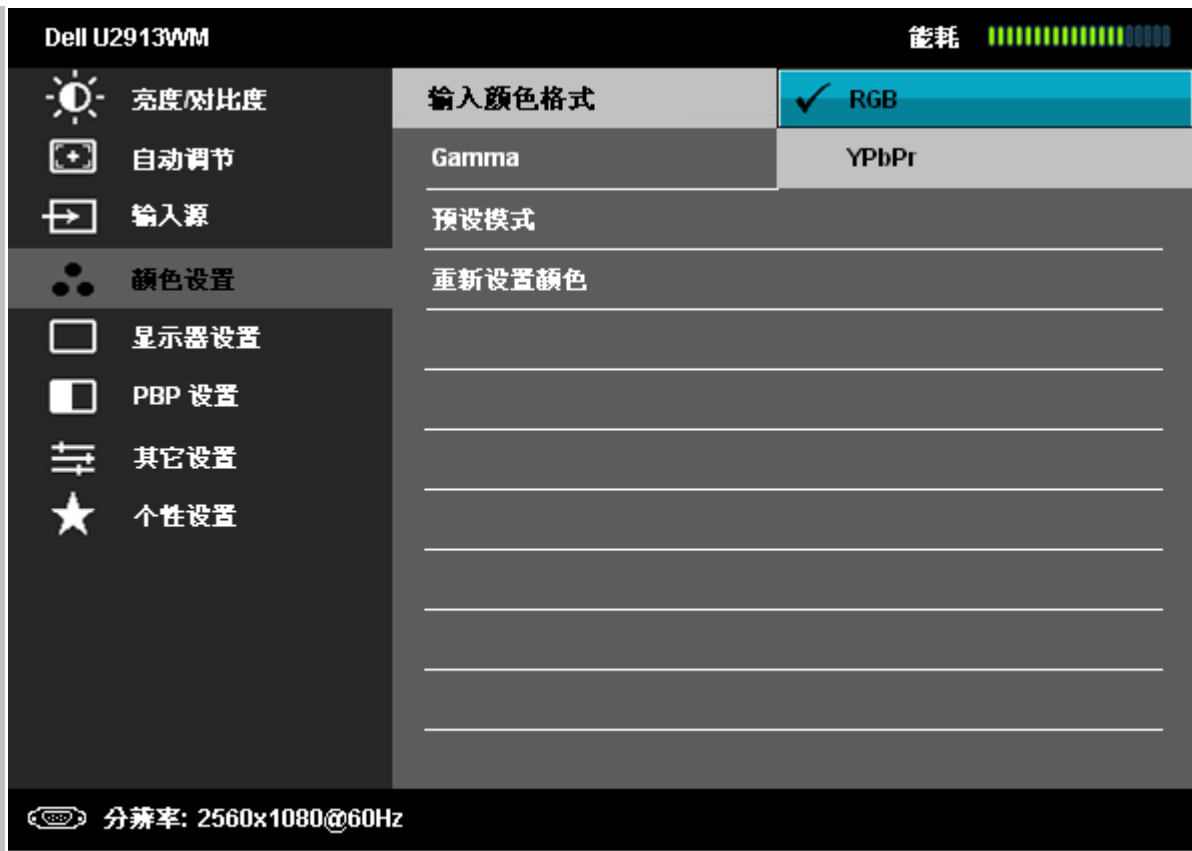 Dell U2913WM
能耗
亮度/对比度
输入颜色格式
✓ RGB
自动调节
Gamma
YPbPr
输入源
预设模式
颜色设置
重新设置颜色
显示器设置
PBP 设置
其它设置
个性设置
分辨率: 2560x1080@60Hz